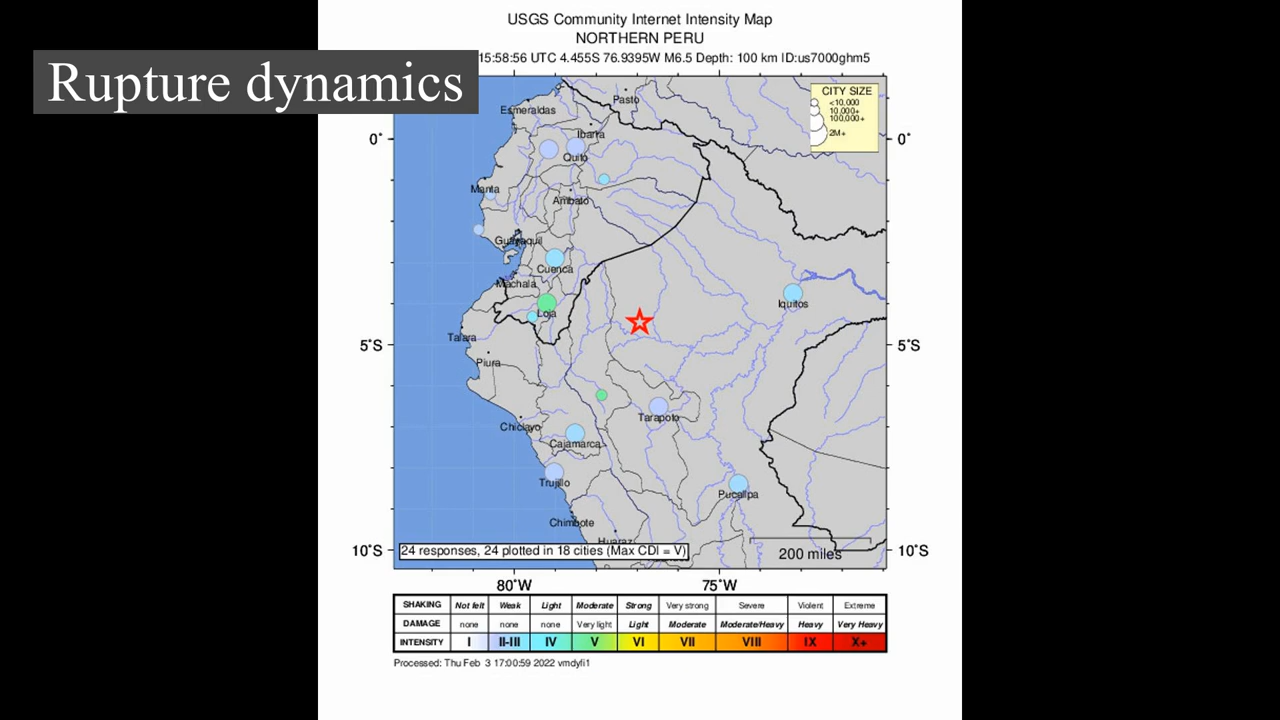 USGS Community Internet Intensity Map
NORTHERN PERU
15:58:56 UTC 4.455S 76.9395W M6.5 Depth: 100 km ID:us7000ghm5
Rupture dynamics
CITY SIZE
<10,000
10,000+
100,000+
2M+
Pasto
Esmeraldas
Ibarra
0°
0°
Quito
Manta
Ambato
Guayaquil
Cuenca
Machala
Iquitos
Loja
Talara
5°S
5°S
Piura
Tarapoto
Chiclayo
Cajamarca
Trujillo
Pucallpa
Chimbote
Huaraz
10°S
24 responses, 24 plotted in 18 cities (Max CDI = V)
200 miles
10°S
80°W
75°W
SHAKING Not felt Weak Light Moderate Strong Very strong Severe Violent Extreme
DAMAGE none none none Very light Light Moderate Moderate/Heavy Heavy Very Heavy
INTENSITY I II-III IV V VI VII VIII IX X+
Processed: Thu Feb 3 17:00:59 2022 vmdyfi1